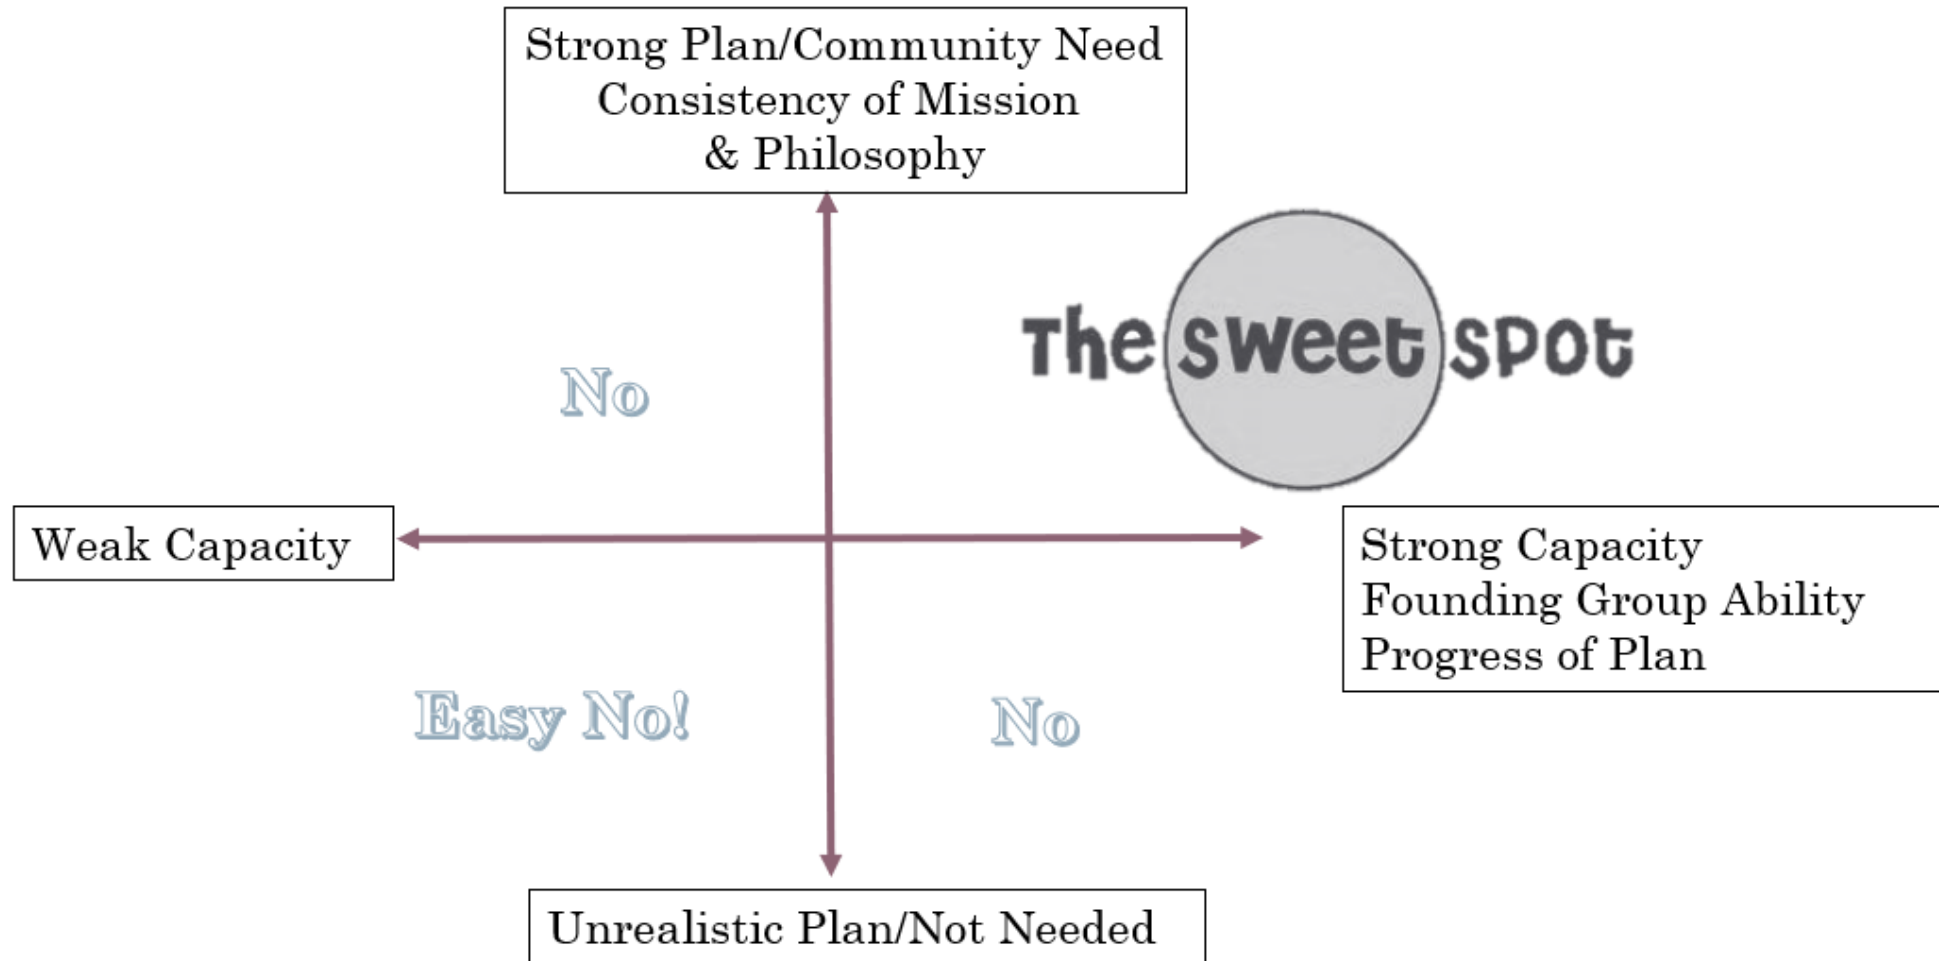 Strong Plan/Community Need
Consistency of Mission
& Philosophy
The sweet spot
No
Weak Capacity
Strong Capacity
Founding Group Ability
Progress of Plan
Easy No!
No
Unrealistic Plan/Not Needed